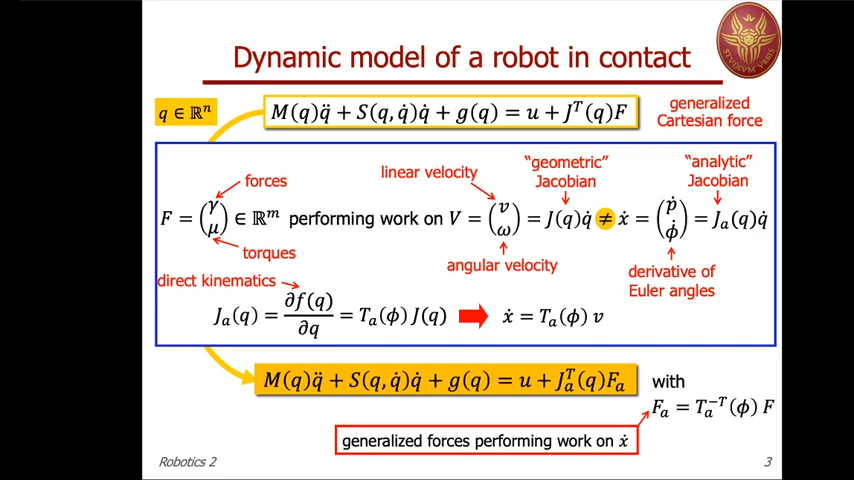 Dynamic model of a robot in contact
STVDIVM VRBIS
q ∈ ℝⁿ
M(q)q̈ + S(q, q̇)q̇ + g(q) = u + Jᵀ(q)F
generalized
Cartesian force
forces
linear velocity
"geometric"
Jacobian
"analytic"
Jacobian
F = (γ μ) ∈ ℝᵐ performing work on V = (v ω) = J(q)q̇ ≠ ẋ = (ṗ ϕ̇) = Jₐ(q)q̇
torques
angular velocity
derivative of
Euler angles
direct kinematics
Jₐ(q) = ∂f(q)/∂q = Tₐ(ϕ) J(q) ẋ = Tₐ(ϕ) v
M(q)q̈ + S(q, q̇)q̇ + g(q) = u + Jₐᵀ(q)Fₐ with
Fₐ = Tₐ⁻ᵀ(ϕ) F
generalized forces performing work on ẋ
Robotics 2
3